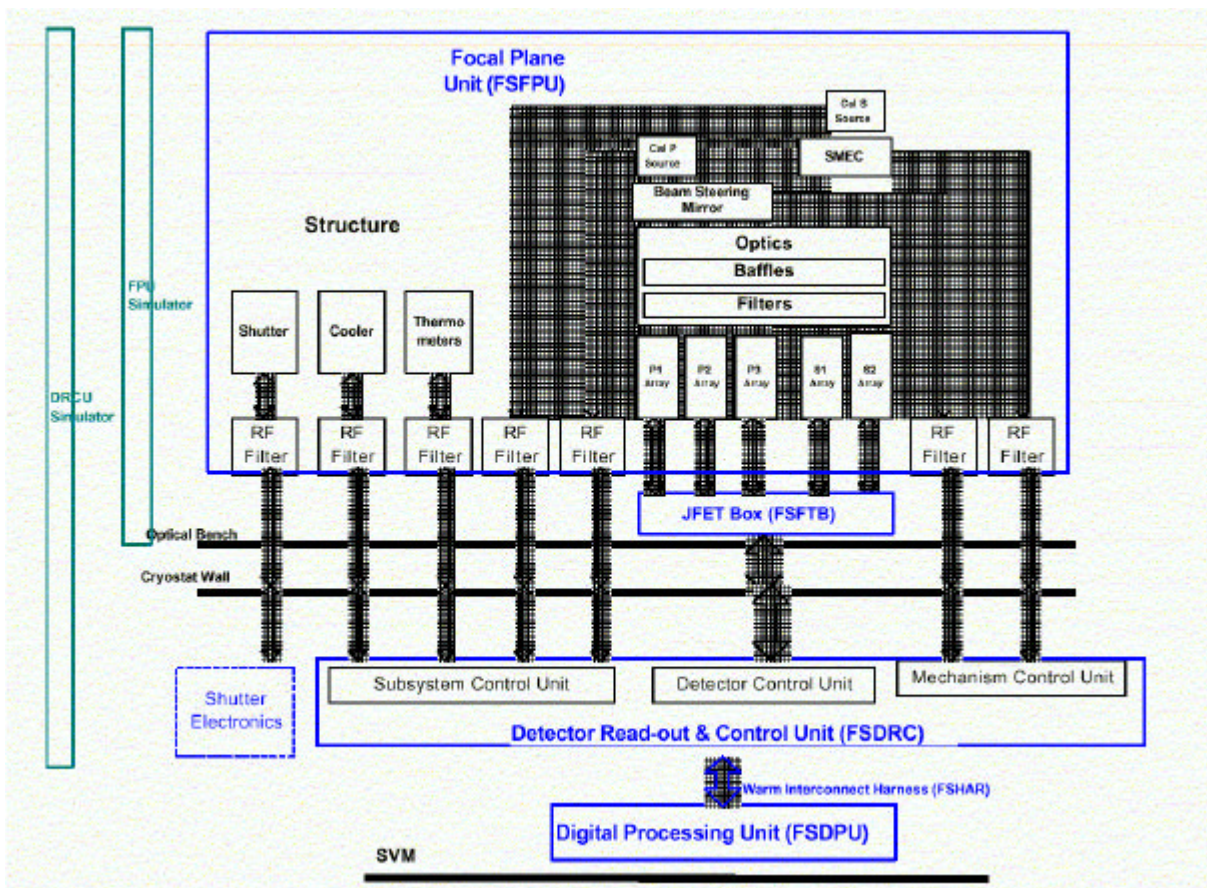 Focal Plane
Unit (FSFPU)
Cal S
Source
Cal P
Source
SMEC
Beam Steering
Mirror
Structure
Optics
Baffles
Filters
FPU
Simulator
Shutter
Cooler
Thermo
meters
P1
Array
P2
Array
P3
Array
S1
Array
S2
Array
DRCU
Simulator
RF
Filter
RF
Filter
RF
Filter
RF
Filter
RF
Filter
RF
Filter
RF
Filter
JFET Box (FSFTB)
Optical Bench
Cryostat Wall
Shutter
Electronics
Subsystem Control Unit
Detector Control Unit
Mechanism Control Unit
Detector Read-out & Control Unit (FSDRC)
Warm Interconnect Harness (FSHAR)
Digital Processing Unit (FSDPU)
SVM